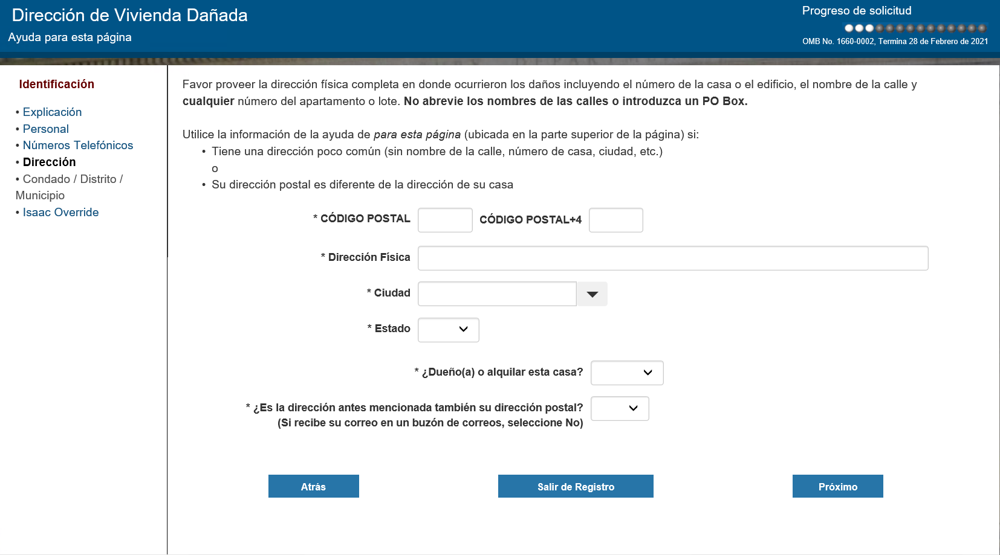 Dirección de Vivienda Dañada
Ayuda para esta página
Progreso de solicitud
OMB No. 1660-0002, Termina 28 de Febrero de 2021
Identificación
• Explicación
• Personal
• Números Telefónicos
• Dirección
• Condado / Distrito /
Municipio
• Isaac Override
Favor proveer la dirección física completa en donde ocurrieron los daños incluyendo el número de la casa o el edificio, el nombre de la calle y
cualquier número del apartamento o lote. No abrevie los nombres de las calles o introduzca un PO Box.
Utilice la información de la ayuda de para esta página (ubicada en la parte superior de la página) si:
• Tiene una dirección poco común (sin nombre de la calle, número de casa, ciudad, etc.)
o
• Su dirección postal es diferente de la dirección de su casa
* CÓDIGO POSTAL CÓDIGO POSTAL+4
* Dirección Física
* Ciudad
* Estado
* ¿Dueño(a) o alquilar esta casa?
* ¿Es la dirección antes mencionada también su dirección postal?
(Si recibe su correo en un buzón de correos, seleccione No)
Atrás Salir de Registro Próximo